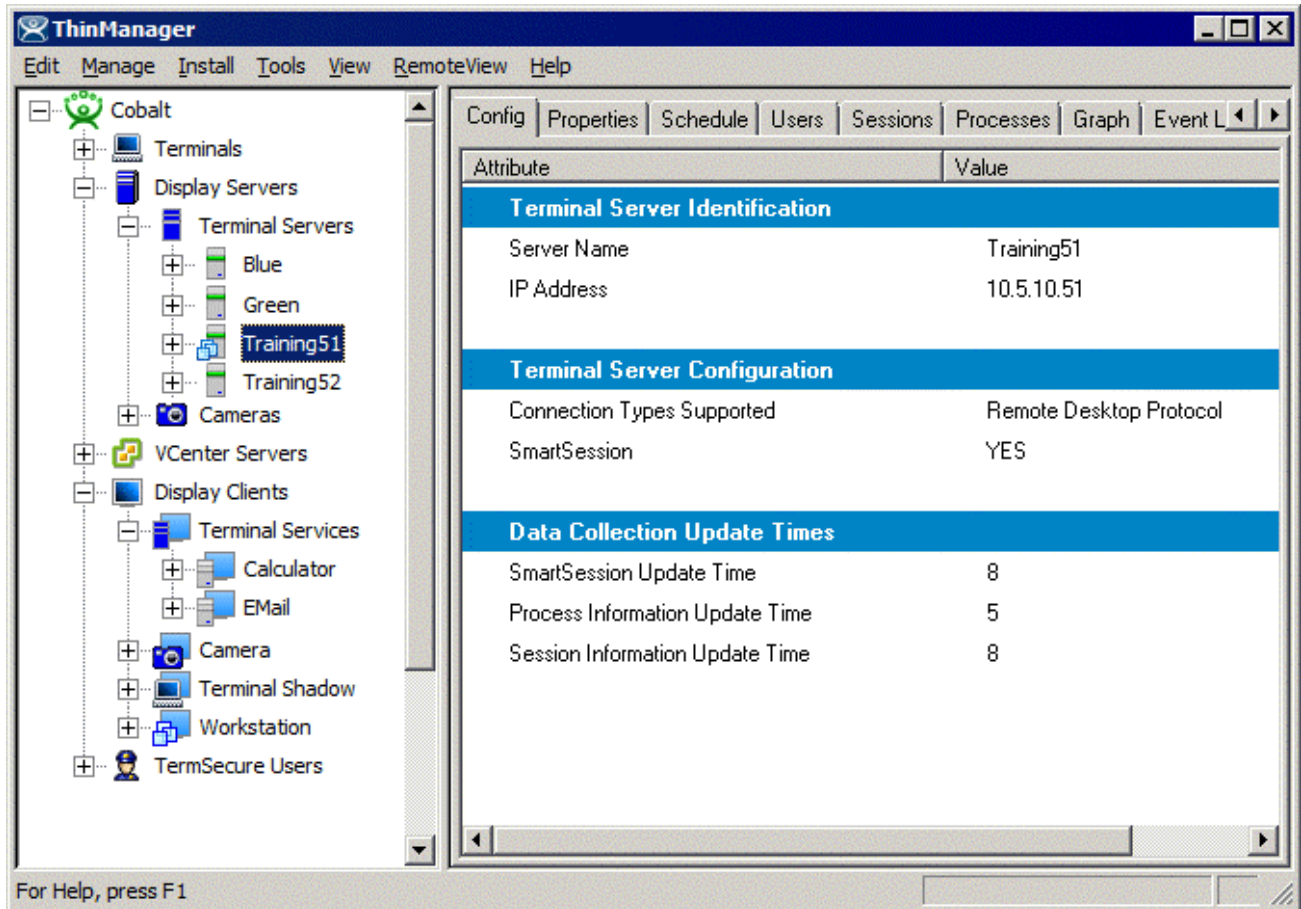 ThinManager
Edit Manage Install Tools View RemoteView Help
Cobalt
Terminals
Display Servers
Terminal Servers
Blue
Green
Training51
Training52
Cameras
VCenter Servers
Display Clients
Terminal Services
Calculator
EMail
Camera
Terminal Shadow
Workstation
TermSecure Users
Config Properties Schedule Users Sessions Processes Graph Event L
Attribute Value
Terminal Server Identification
Server Name Training51
IP Address 10.5.10.51
Terminal Server Configuration
Connection Types Supported Remote Desktop Protocol
SmartSession YES
Data Collection Update Times
SmartSession Update Time 8
Process Information Update Time 5
Session Information Update Time 8
For Help, press F1